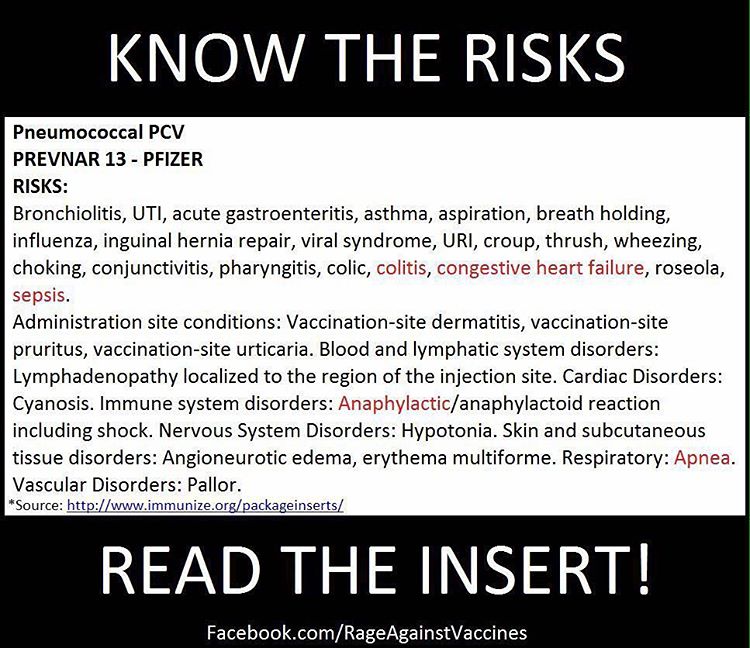 KNOW THE RISKS
Pneumococcal PCV
PREVNAR 13 - PFIZER
RISKS:
Bronchiolitis, UTI, acute gastroenteritis, asthma, aspiration, breath holding,
influenza, inguinal hernia repair, viral syndrome, URI, croup, thrush, wheezing,
choking, conjunctivitis, pharyngitis, colic, colitis, congestive heart failure, roseola,
sepsis.
Administration site conditions: Vaccination-site dermatitis, vaccination-site
pruritus, vaccination-site urticaria. Blood and lymphatic system disorders:
Lymphadenopathy localized to the region of the injection site. Cardiac Disorders:
Cyanosis. Immune system disorders: Anaphylactic/anaphylactoid reaction
including shock. Nervous System Disorders: Hypotonia. Skin and subcutaneous
tissue disorders: Angioneurotic edema, erythema multiforme. Respiratory: Apnea.
Vascular Disorders: Pallor.
*Source: http://www.immunize.org/packageinserts/
READ THE INSERT!
Facebook.com/RageAgainstVaccines